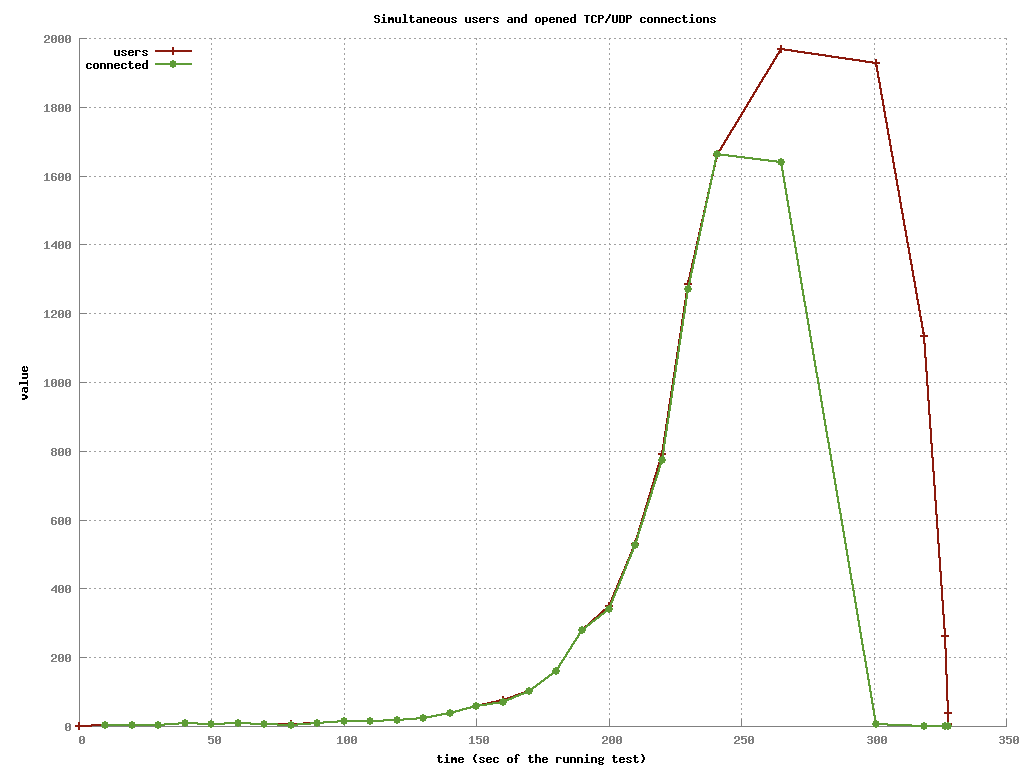 Simultaneous users and opened TCP/UDP connections
users
connected
2000
1800
1600
1400
1200
1000
800
600
400
200
0
value
0 50 100 150 200 250 300 350
time (sec of the running test)